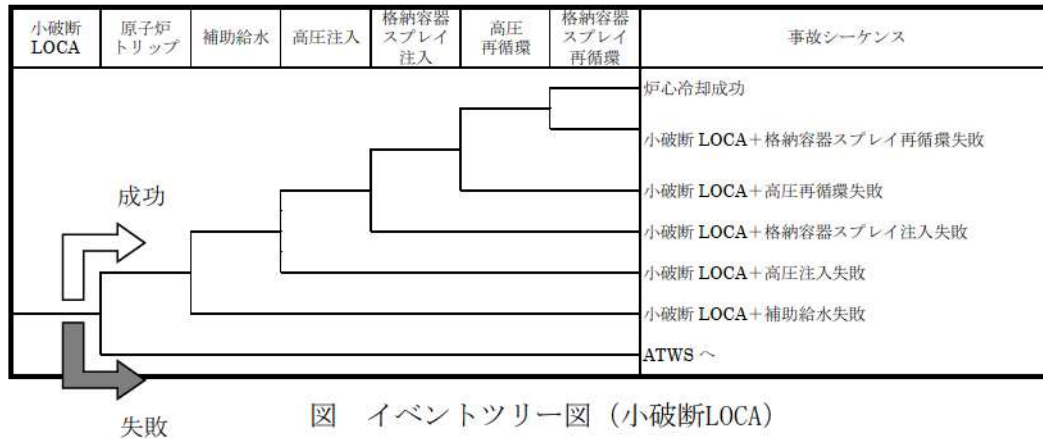 小破断
LOCA
原子炉
トリップ
補助給水
高圧注入
格納容器
スプレイ
注入
高圧
再循環
格納容器
スプレイ
再循環
事故シーケンス
炉心冷却成功
小破断 LOCA+格納容器スプレイ再循環失敗
小破断 LOCA+高圧再循環失敗
小破断 LOCA+格納容器スプレイ注入失敗
小破断 LOCA+高圧注入失敗
小破断 LOCA+補助給水失敗
ATWS へ
成功
失敗
図 イベントツリー図(小破断LOCA)